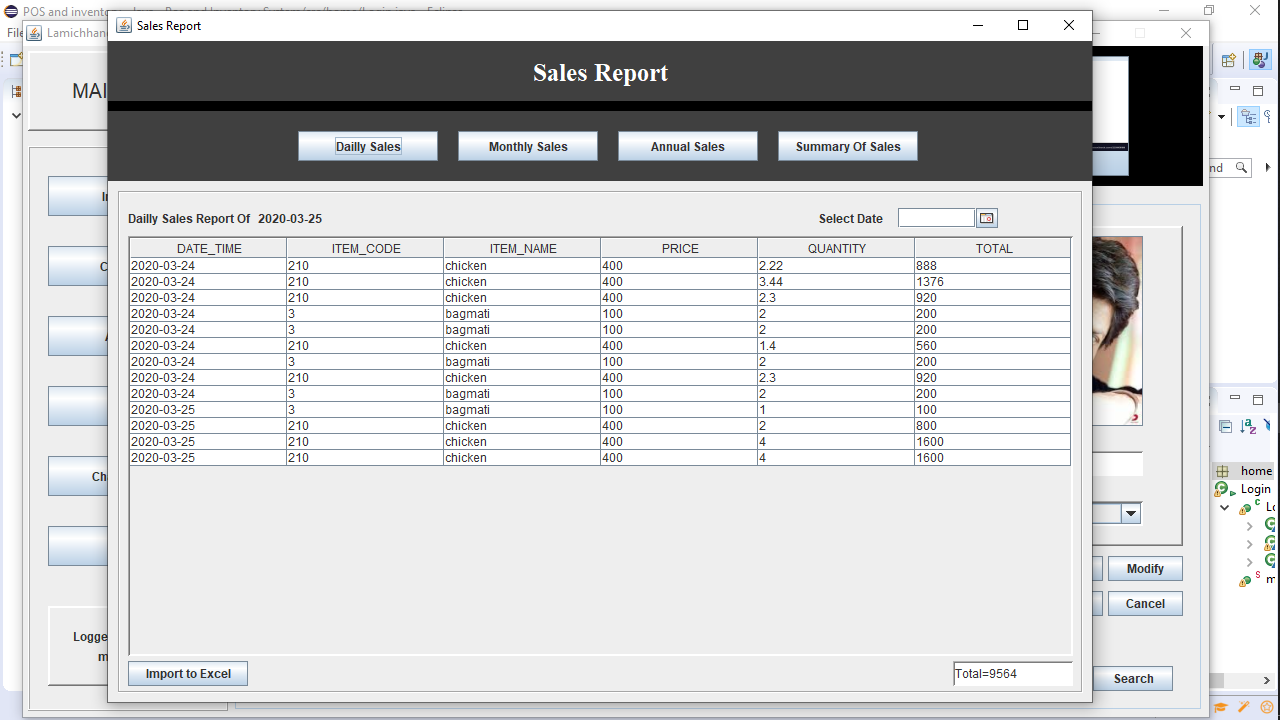 POS and invento
Sales Report
File
Lamichhan
Sales Report
MAI
Dailly Sales Monthly Sales Annual Sales Summary Of Sales
nd
Dailly Sales Report Of 2020-03-25 Select Date
DATE_TIME ITEM_CODE ITEM_NAME PRICE QUANTITY TOTAL
2020-03-24 210 chicken 400 2.22 888
2020-03-24 210 chicken 400 3.44 1376
2020-03-24 210 chicken 400 2.3 920
2020-03-24 3 bagmati 100 2 200
2020-03-24 3 bagmati 100 2 200
2020-03-24 210 chicken 400 1.4 560
2020-03-24 3 bagmati 100 2 200
2020-03-24 210 chicken 400 2.3 920
2020-03-24 3 bagmati 100 2 200
2020-03-25 3 bagmati 100 1 100
2020-03-25 210 chicken 400 2 800
2020-03-25 210 chicken 400 4 1600
2020-03-25 210 chicken 400 4 1600
Ch
home
Login
Lo
Modify
Cancel
Logge
m
Import to Excel Total=9564
Search